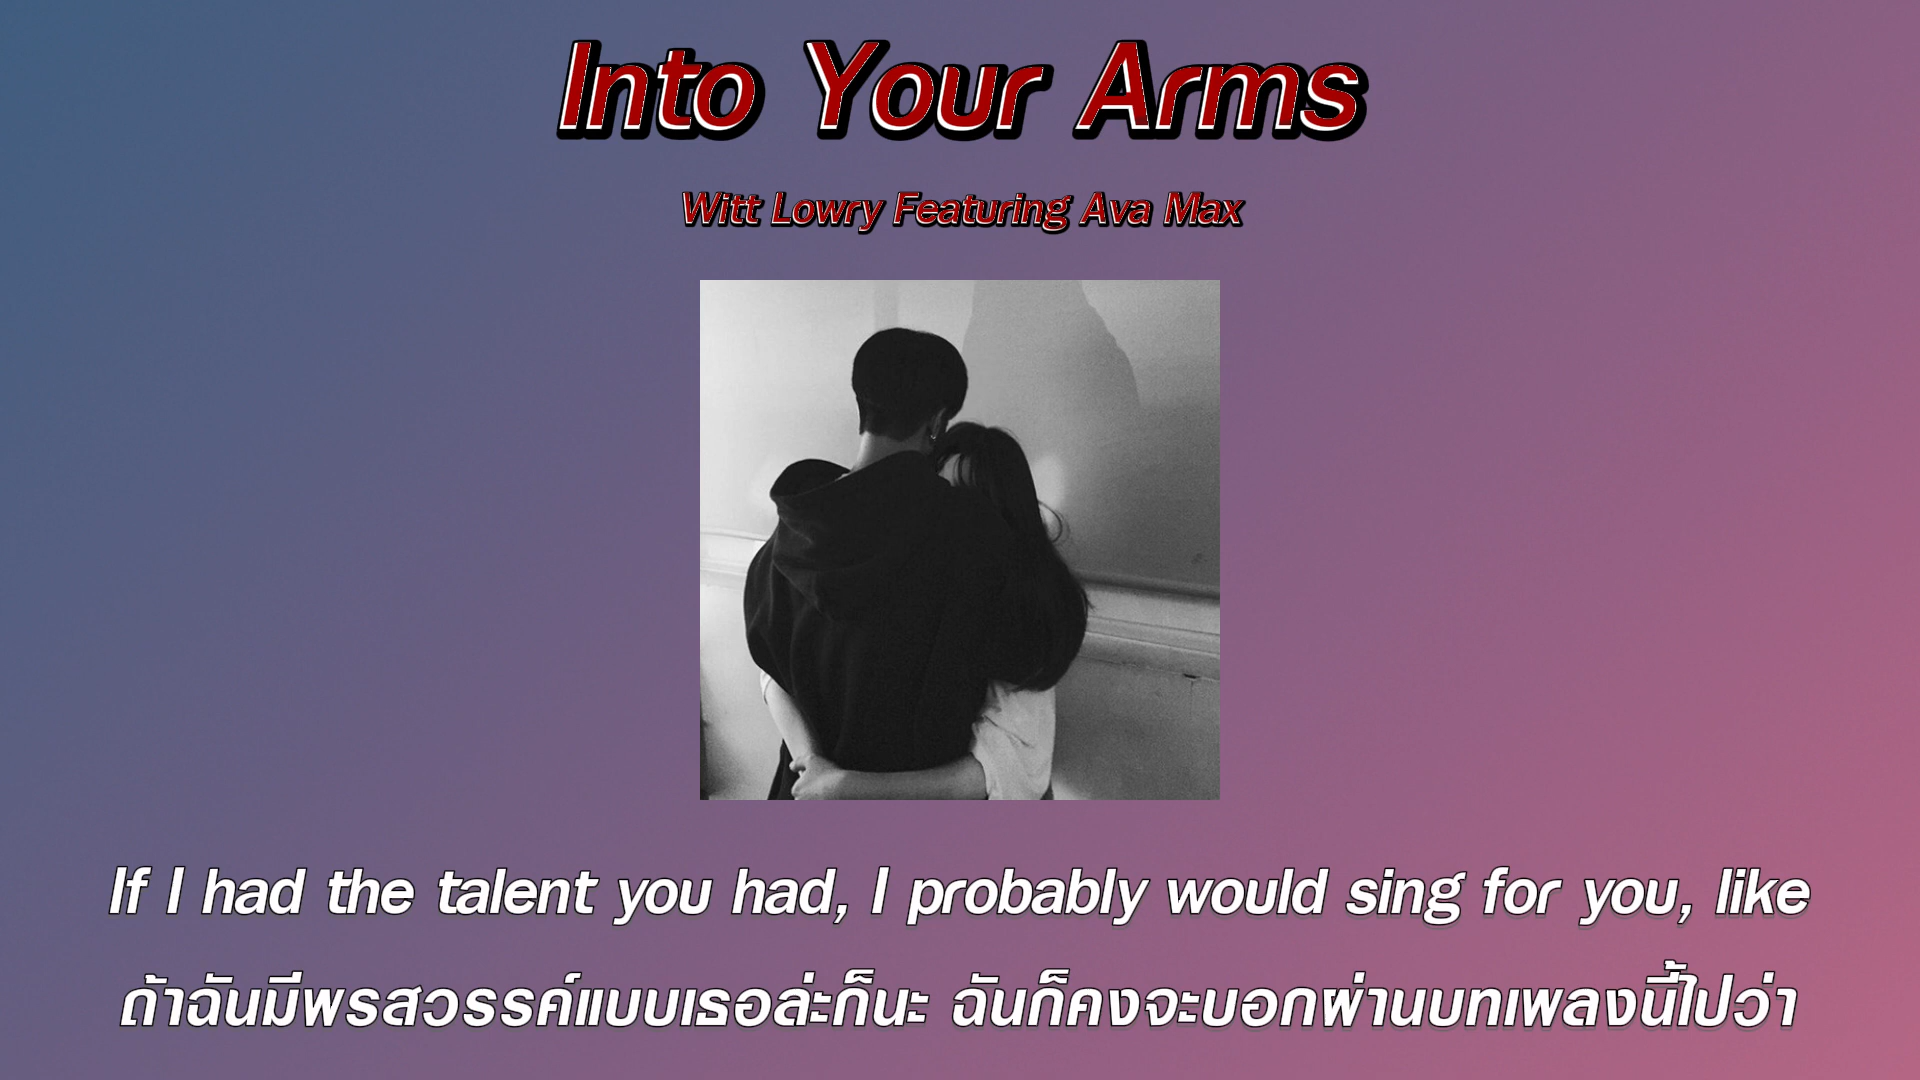 Into Your Arms
Witt Lowry Featuring Ava Max
If I had the talent you had, I probably would sing for you, like
ถ้าฉันมีพรสวรรค์แบบเธอล่ะก็นะ ฉันก็คงจะบอกผ่านบทเพลงนี้ไปว่า